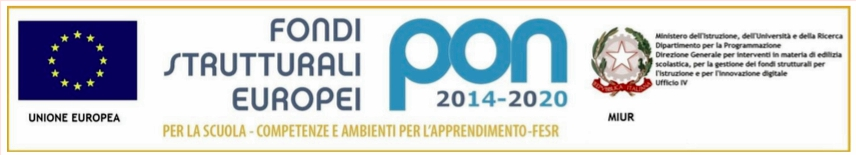 UNIONE EUROPEA
FONDI
STRUTTURALI
EUROPEI
pon
2014-2020
PER LA SCUOLA - COMPETENZE E AMBIENTI PER L'APPRENDIMENTO-FESR
MIUR
Ministero dell'Istruzione, dell'Università e della Ricerca
Dipartimento per la Programmazione
Direzione Generale per interventi in materia di edilizia
scolastica, per la gestione dei fondi strutturali per
l'istruzione e per l'innovazione digitale
Ufficio IV